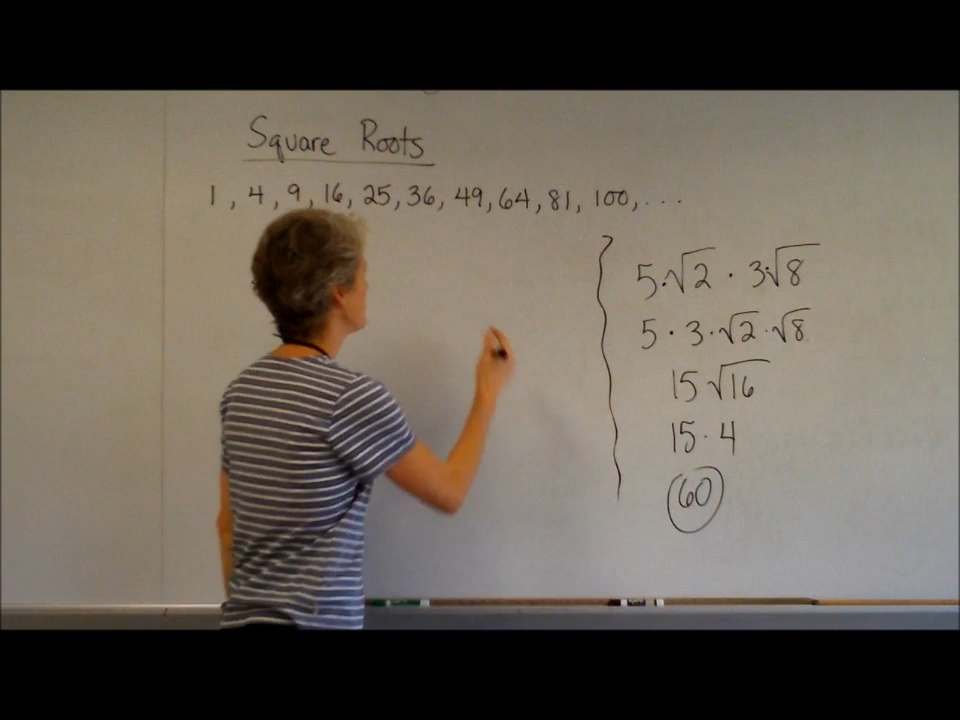 Square Roots
1, 4, 9, 16, 25, 36, 49, 64, 81, 100, ...
5·√2 · 3·√8
5 · 3 · √2 · √8
15 √16
15 · 4
60